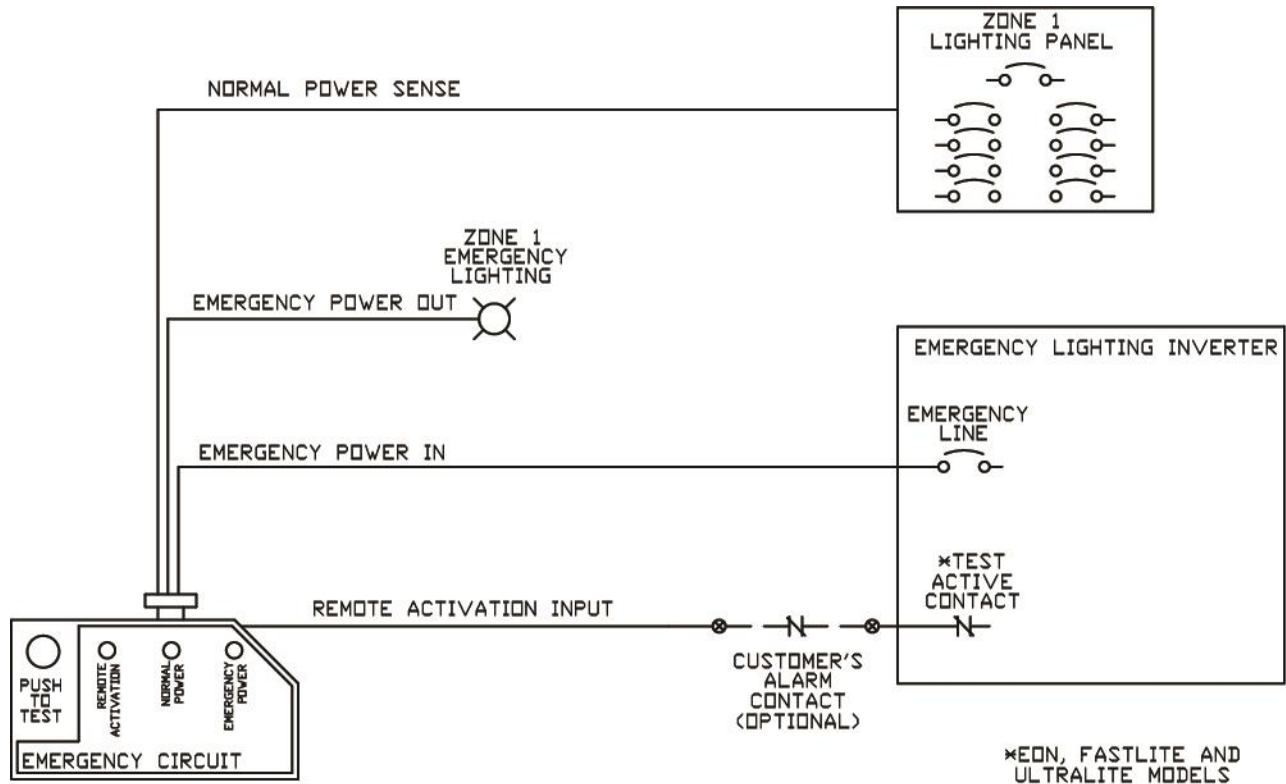 ZONE 1
LIGHTING PANEL
NORMAL POWER SENSE
ZONE 1
EMERGENCY
LIGHTING
EMERGENCY POWER OUT
EMERGENCY LIGHTING INVERTER
EMERGENCY
LINE
EMERGENCY POWER IN
*TEST
ACTIVE
CONTACT
REMOTE ACTIVATION INPUT
CUSTOMER'S
ALARM
CONTACT
(OPTIONAL)
PUSH
TO
TEST
REMOTE
ACTIVATION
NORMAL
POWER
EMERGENCY
POWER
EMERGENCY CIRCUIT
*EON, FASTLITE AND
ULTRALITE MODELS